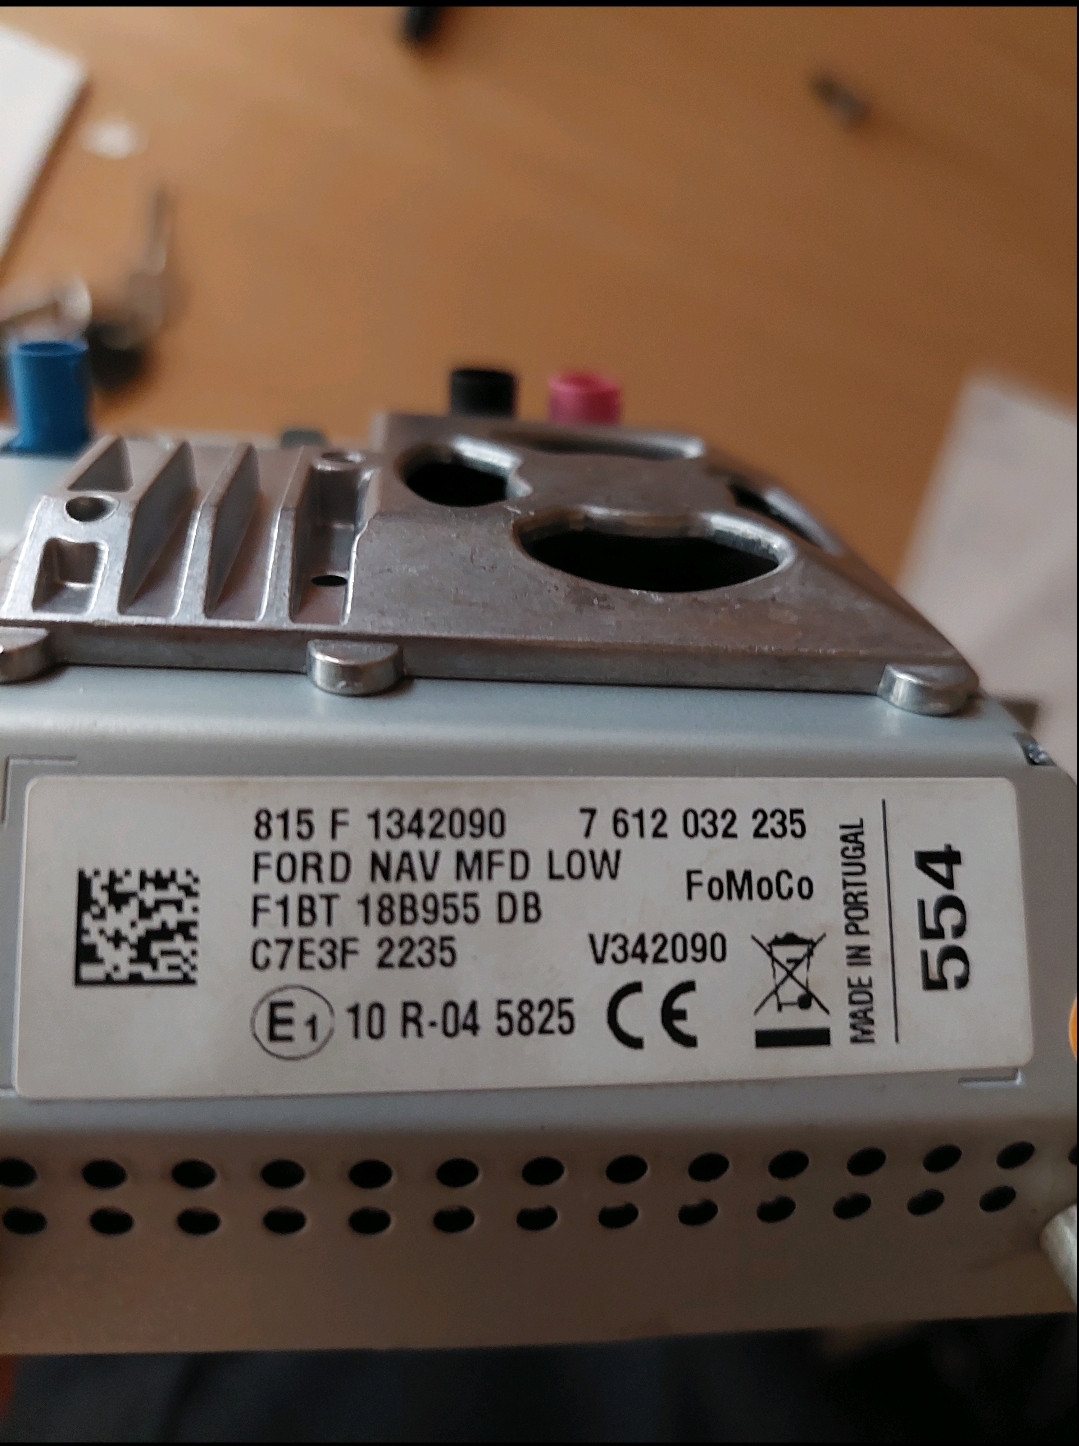 815 F 1342090 7 612 032 235
FORD NAV MFD LOW
FoMoCo
F1BT 18B955 DB
C7E3F 2235 V342090
E1 10 R-04 5825 CE
MADE IN PORTUGAL
554